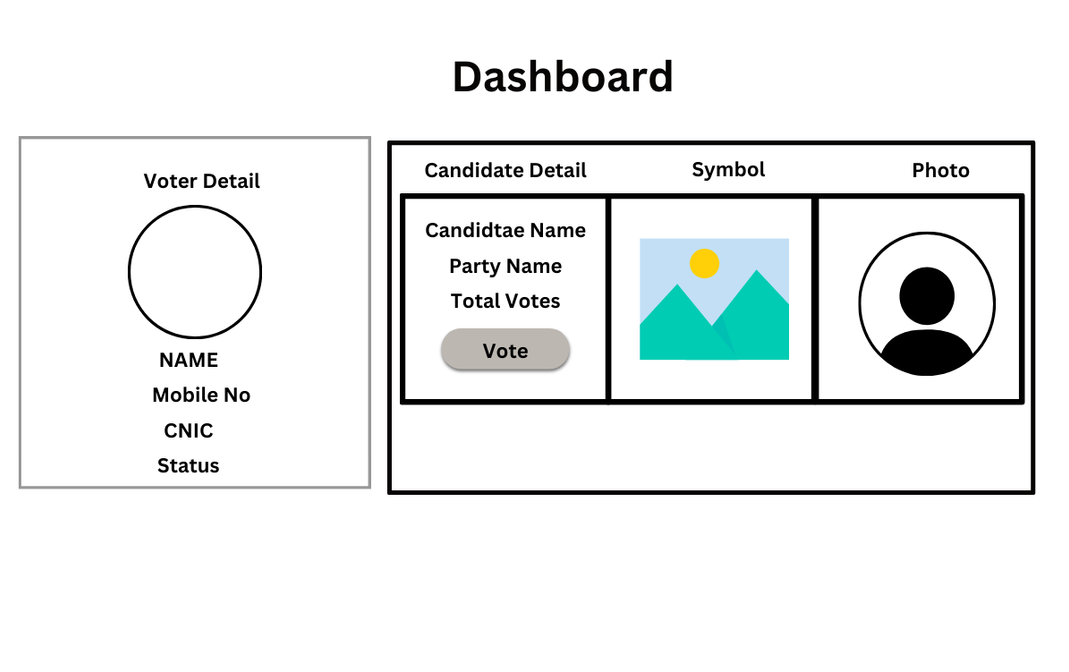 Dashboard
Voter Detail
NAME
Mobile No
CNIC
Status
Candidate Detail
Symbol
Photo
Candidtae Name
Party Name
Total Votes
Vote